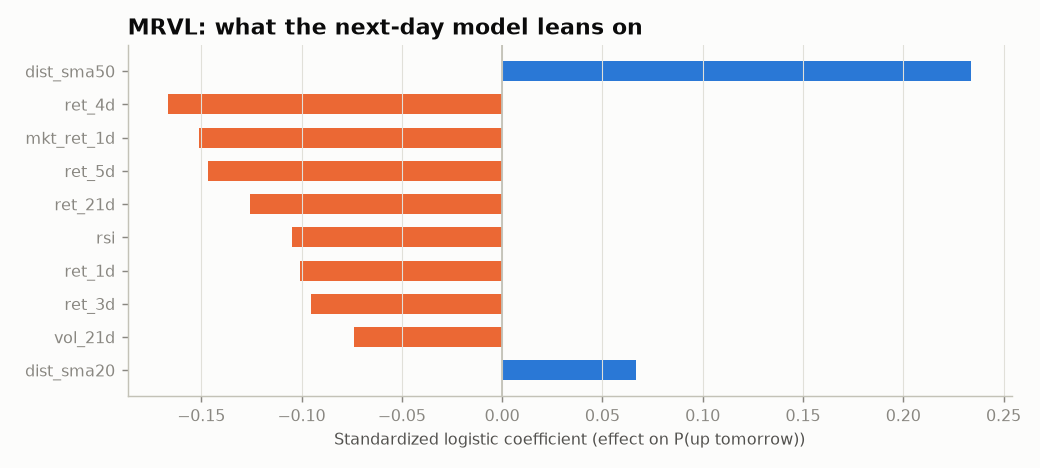 MRVL: what the next-day model leans on
dist_sma50
ret_4d
mkt_ret_1d
ret_5d
ret_21d
rsi
ret_1d
ret_3d
vol_21d
dist_sma20
−0.15 −0.10 −0.05 0.00 0.05 0.10 0.15 0.20 0.25
Standardized logistic coefficient (effect on P(up tomorrow))